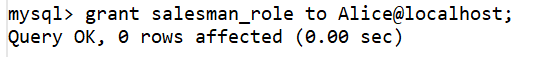 mysql> grant salesman_role to Alice@localhost;
Query OK, 0 rows affected (0.00 sec)